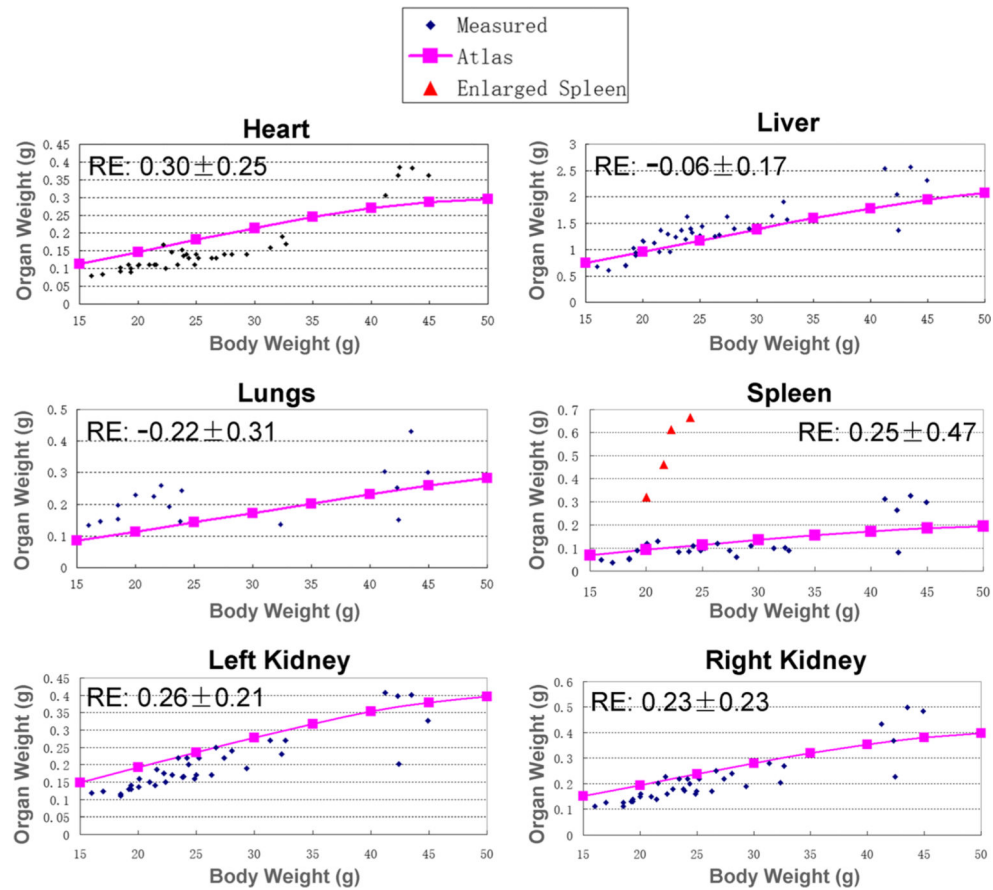 Measured
Atlas
Enlarged Spleen
Heart
RE: 0.30±0.25
Organ Weight (g)
0.45
0.4
0.35
0.3
0.25
0.2
0.15
0.1
0.05
0
15 20 25 30 35 40 45 50
Body Weight (g)
Liver
RE: -0.06±0.17
Organ Weight (g)
3
2.5
2
1.5
1
0.5
0
15 20 25 30 35 40 45 50
Body Weight (g)
Lungs
RE: -0.22±0.31
Organ Weight (g)
0.5
0.4
0.3
0.2
0.1
0
15 20 25 30 35 40 45 50
Body Weight (g)
Spleen
RE: 0.25±0.47
Organ Weight (g)
0.7
0.6
0.5
0.4
0.3
0.2
0.1
0
15 20 25 30 35 40 45 50
Body Weight (g)
Left Kidney
RE: 0.26±0.21
Organ Weight (g)
0.45
0.4
0.35
0.3
0.25
0.2
0.15
0.1
0.05
0
15 20 25 30 35 40 45 50
Body Weight (g)
Right Kidney
RE: 0.23±0.23
Organ Weight (g)
0.6
0.5
0.4
0.3
0.2
0.1
0
15 20 25 30 35 40 45 50
Body Weight (g)